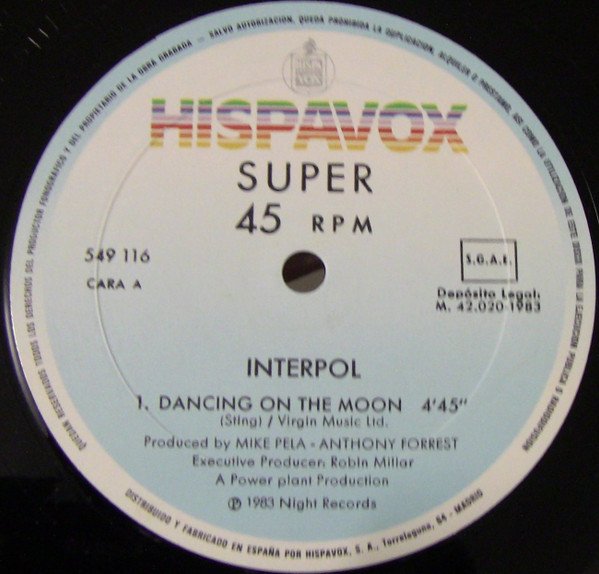 QUEDAN RESERVADOS TODOS LOS DERECHOS DEL PRODUCTOR FONOGRAFICO Y DEL PROPIETARIO DE LA OBRA GRABADA – SALVO AUTORIZACION, QUEDA PROHIBIDA LA DUPLICACION, ALQUILER O PRESTAMO, ASI COMO LA UTILIZACION DE ESTE DISCO PARA LA EJECUCION PUBLICA Y RADIODIFUSION
HISPA
VOX
HISPAVOX
SUPER
45 RPM
549 116
CARA A
S.G.A.E.
Depósito Legal:
M. 42.020-1983
INTERPOL
1. DANCING ON THE MOON 4'45"
(Sting) / Virgin Music Ltd.
Produced by MIKE PELA - ANTHONY FORREST
Executive Producer: Robin Millar
A Power plant Production
℗ 1983 Night Records
DISTRIBUIDO Y FABRICADO EN ESPAÑA POR HISPAVOX, S. A., Torrelaguna, 64 – MADRID